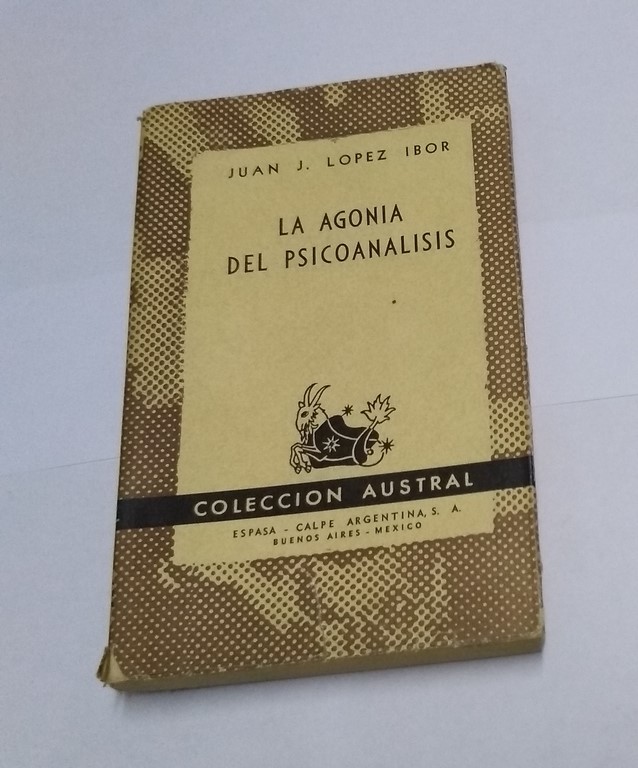 JUAN J. LOPEZ IBOR
LA AGONIA
DEL PSICOANALISIS
COLECCION AUSTRAL
ESPASA - CALPE ARGENTINA, S. A.
BUENOS AIRES - MEXICO